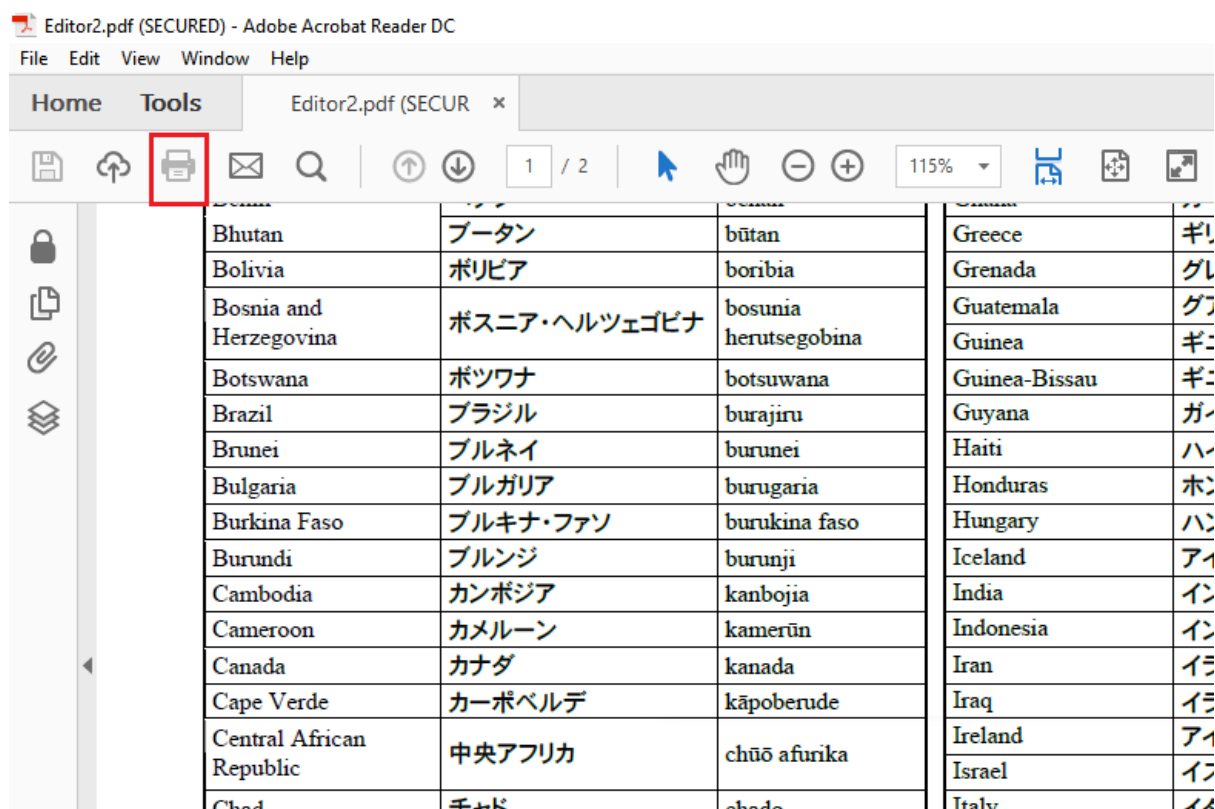 Editor2.pdf (SECURED) - Adobe Acrobat Reader DC
File Edit View Window Help
Home Tools Editor2.pdf (SECUR ×
1 / 2 115%
Bhutan ブータン būtan Greece
Bolivia ボリビア boribia Grenada
Bosnia and
Herzegovina ボスニア・ヘルツェゴビナ bosunia
herutsegobina Guatemala
Guinea
Botswana ボツワナ botsuwana Guinea-Bissau
Brazil ブラジル burajiru Guyana
Brunei ブルネイ burunei Haiti
Bulgaria ブルガリア burugaria Honduras
Burkina Faso ブルキナ・ファソ burukina faso Hungary
Burundi ブルンジ burunji Iceland
Cambodia カンボジア kanbojia India
Cameroon カメルーン kamerūn Indonesia
Canada カナダ kanada Iran
Cape Verde カーポベルデ kāpoberude Iraq
Central African
Republic 中央アフリカ chūō afurika Ireland
Israel
Chad チャド chado Italy